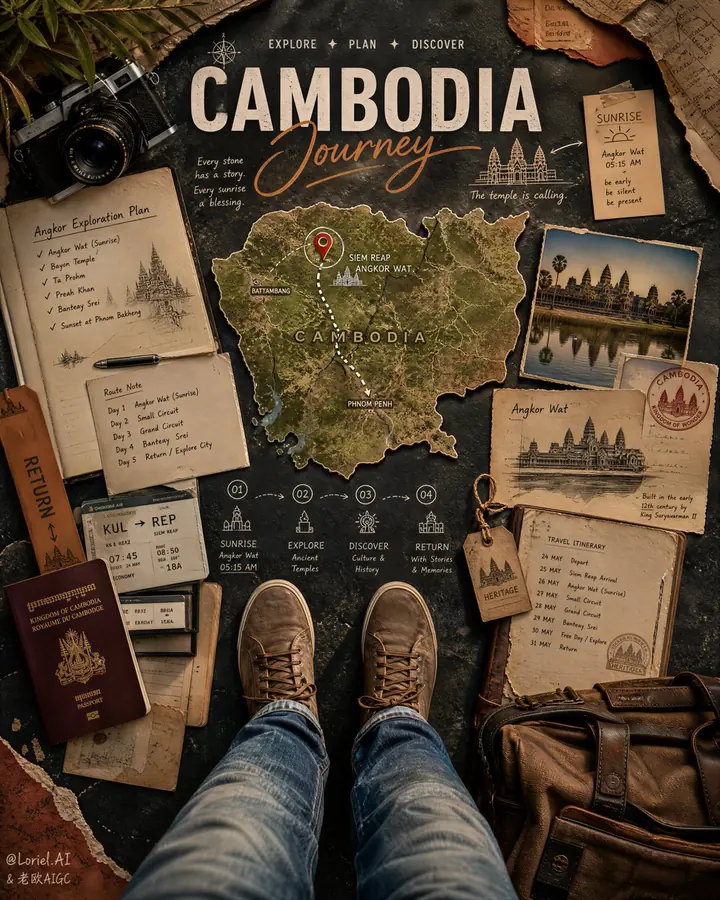 EXPLORE ✦ PLAN ✦ DISCOVER
CAMBODIA
Journey
Every stone
has a story.
Every sunrise
a blessing.
The temple is calling.
SUNRISE
Angkor Wat
05:15 AM
be early
be silent
be present
Angkor Exploration Plan
✓ Angkor Wat (Sunrise)
✓ Bayon Temple
✓ Ta Prohm
✓ Preah Khan
✓ Banteay Srei
✓ Sunset at Phnom Bakheng
SIEM REAP
ANGKOR WAT
BATTAMBANG
CAMBODIA
PHNOM PENH
Route Note
Day 1 Angkor Wat (Sunrise)
Day 2 Small Circuit
Day 3 Grand Circuit
Day 4 Banteay Srei
Day 5 Return / Explore City
CAMBODIA
KINGDOM OF WONDER
Angkor Wat
Built in the early
12th century by
King Suryavarman II
RETURN
KUL → REP
SIEM REAP
07:45
08:50
ECONOMY
18A
01
02
03
04
SUNRISE
Angkor Wat
05:15 AM
EXPLORE
Ancient
Temples
DISCOVER
Culture &
History
RETURN
With Stories
& Memories
HERITAGE
TRAVEL ITINERARY
24 MAY Depart
25 MAY Siem Reap Arrival
26 MAY Angkor Wat (Sunrise)
27 MAY Small Circuit
28 MAY Grand Circuit
29 MAY Banteay Srei
30 MAY Free Day / Explore
31 MAY Return
KINGDOM OF CAMBODIA
ROYAUME DU CAMBODGE
PASSPORT
@Loriel.AI
& 老欧AIGC